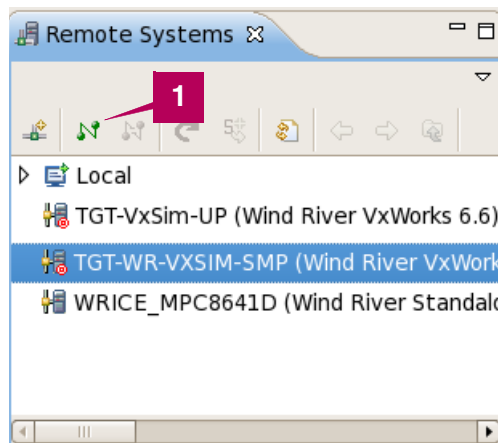 Remote Systems
1
Local
TGT-VxSim-UP (Wind River VxWorks 6.6)
TGT-WR-VXSIM-SMP (Wind River VxWork
WRICE_MPC8641D (Wind River Standalo